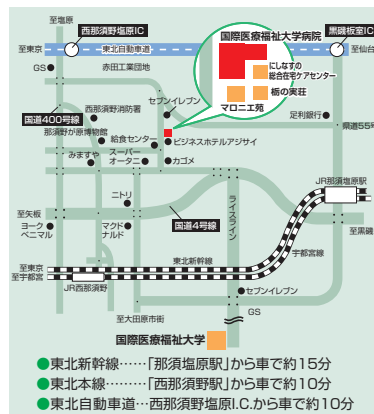 至塩原
西那須野塩原IC
国際医療福祉大学病院
黒磯板室IC
至東京
東北自動車道
至仙台
GS
赤田工業団地
にしなすの
総合在宅ケアセンター
栃の実荘
マロニエ苑
国道400号線
西那須野消防署
セブンイレブン
足利銀行
県道55号
那須野が原博物館
給食センター
ビジネスホテルアジサイ
みますや
スーパー
オータニ
カゴメ
JR那須塩原駅
ニトリ
ライスライン
至矢板
国道4号線
至黒磯
ヨーク
ベニマル
マクド
ナルド
宇都宮線
東北新幹線
至東京
至宇都宮
JR西那須野
セブンイレブン
GS
至大田原市街
国際医療福祉大学
●東北新幹線……「那須塩原駅」から車で約15分
●東北本線………「西那須野駅」から車で約10分
●東北自動車道…西那須野塩原I.C.から車で約10分